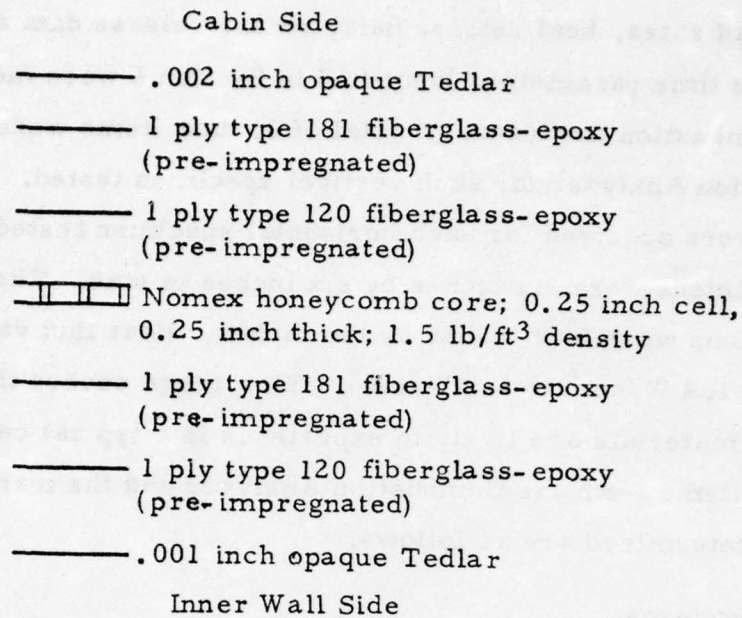 Cabin Side
.002 inch opaque Tedlar
1 ply type 181 fiberglass-epoxy
(pre-impregnated)
1 ply type 120 fiberglass-epoxy
(pre-impregnated)
Nomex honeycomb core; 0.25 inch cell,
0.25 inch thick; 1.5 lb/ft³ density
1 ply type 181 fiberglass-epoxy
(pre-impregnated)
1 ply type 120 fiberglass-epoxy
(pre-impregnated)
.001 inch opaque Tedlar
Inner Wall Side